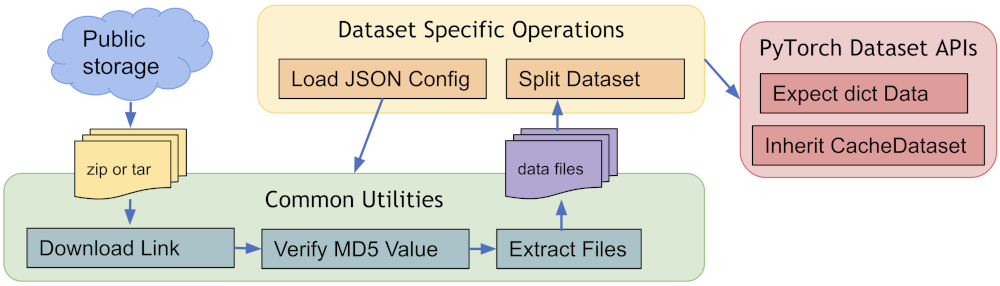 Public
storage
Dataset Specific Operations
Load JSON Config
Split Dataset
PyTorch Dataset APIs
Expect dict Data
Inherit CacheDataset
zip or tar
data files
Common Utilities
Download Link
Verify MD5 Value
Extract Files